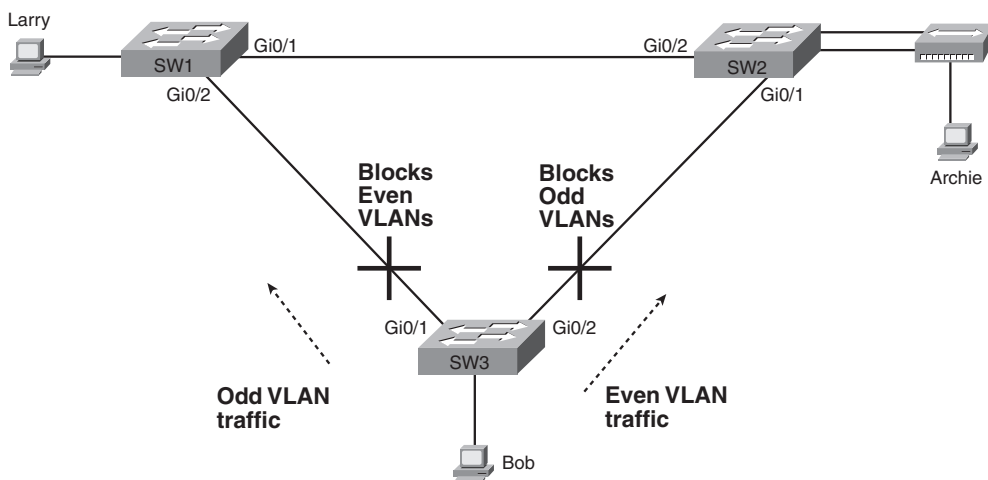 Larry
Gi0/1
Gi0/2
SW1
SW2
Gi0/2
Gi0/1
Archie
Blocks
Even
VLANs
Blocks
Odd
VLANs
Gi0/1
Gi0/2
SW3
Odd VLAN
traffic
Even VLAN
traffic
Bob